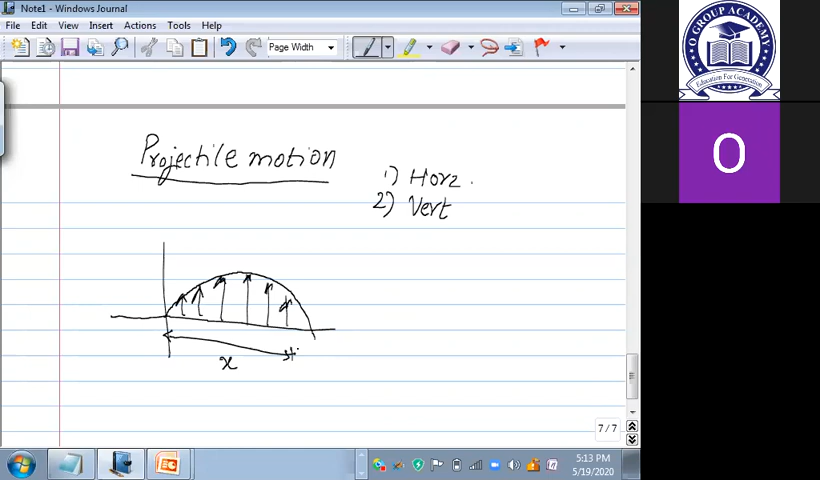 Note1 - Windows Journal
File Edit View Insert Actions Tools Help
Page Width
Projectile motion
1) Horz.
2) Vert
x
7/7
5:13 PM
5/19/2020
O GROUP ACADEMY
Education For Generation
O